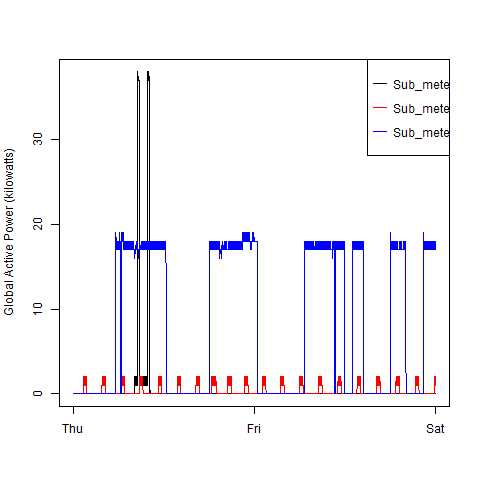 Sub_mete
Sub_mete
Sub_mete
Global Active Power (kilowatts)
30
20
10
0
Thu Fri Sat